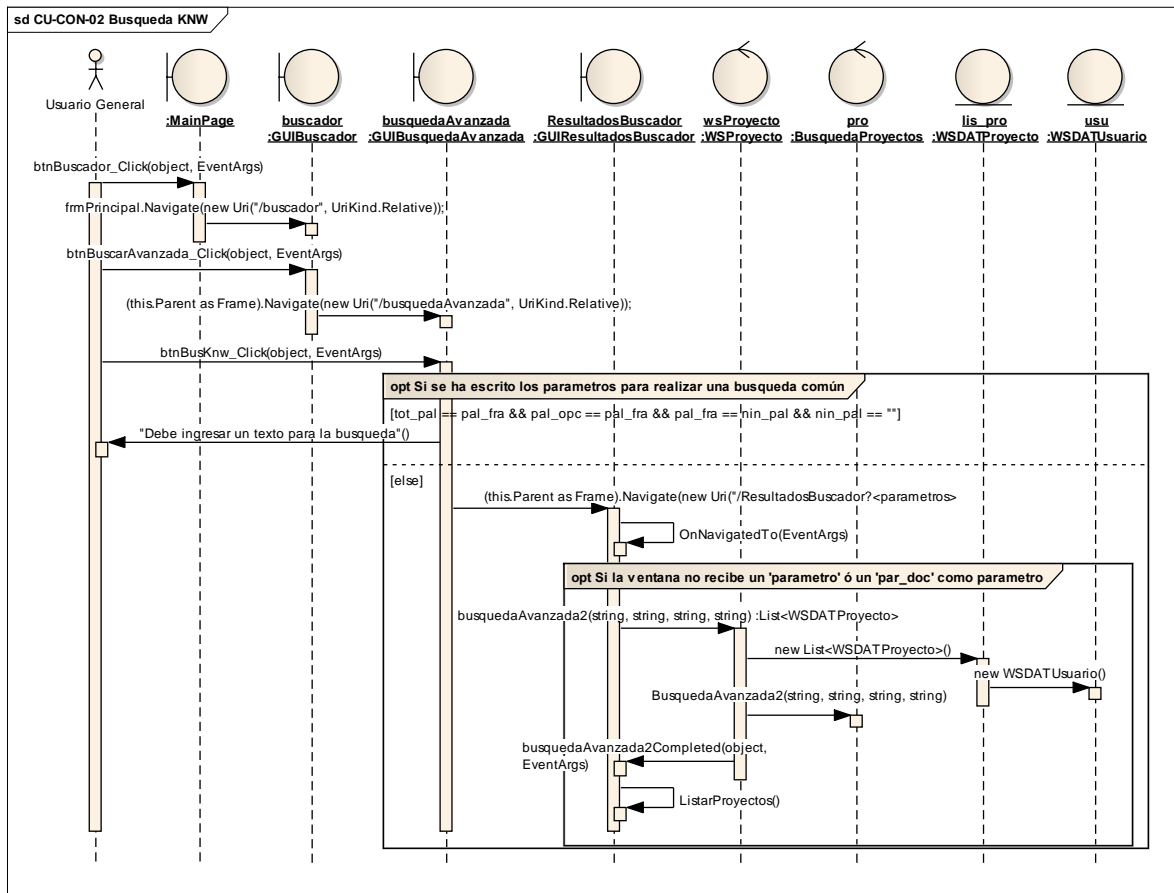 sd CU-CON-02 Busqueda KNW
Usuario General
:MainPage
buscador
:GUIBuscador
busquedaAvanzada
:GUIBusquedaAvanzada
ResultadosBuscador
:GUIResultadosBuscador
wsProyecto
:WSProyecto
pro
:BusquedaProyectos
lis_pro
:WSDATProyecto
usu
:WSDATUsuario
btnBuscador_Click(object, EventArgs)
frmPrincipal.Navigate(new Uri("/buscador", UriKind.Relative));
btnBuscarAvanzada_Click(object, EventArgs)
(this.Parent as Frame).Navigate(new Uri("/busquedaAvanzada", UriKind.Relative));
btnBusKnw_Click(object, EventArgs)
opt Si se ha escrito los parametros para realizar una busqueda común
[tot_pal == pal_fra && pal_opc == pal_fra && pal_fra == nin_pal && nin_pal == ""]
"Debe ingresar un texto para la busqueda"()
[else]
(this.Parent as Frame).Navigate(new Uri("/ResultadosBuscador?<parametros>
OnNavigatedTo(EventArgs)
opt Si la ventana no recibe un 'parametro' ó un 'par_doc' como parametro
busquedaAvanzada2(string, string, string, string) :List<WSDATProyecto>
new List<WSDATProyecto>()
new WSDATUsuario()
BusquedaAvanzada2(string, string, string, string)
busquedaAvanzada2Completed(object,
EventArgs)
ListarProyectos()